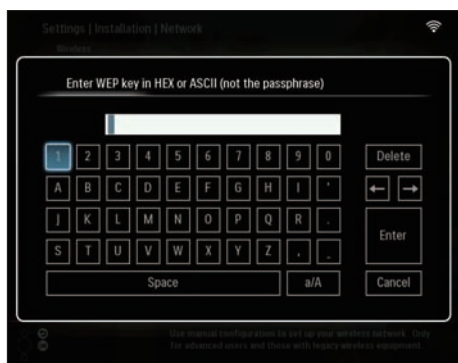 Settings | Installation | Network
Wireless
Enter WEP key in HEX or ASCII (not the passphrase)
1 2 3 4 5 6 7 8 9 0 Delete
A B C D E F G H I ' ← →
J K L M N O P Q R .
Enter
S T U V W X Y Z , _
Space a/A Cancel
Use manual configuration to set up your wireless network. Only
for advanced users and those with legacy wireless equipment.